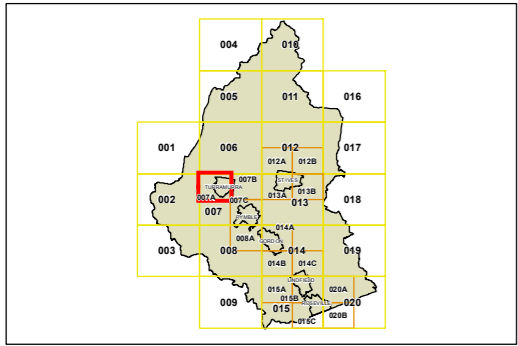 004 010
005 011 016
001 006 012 017
012A 012B
007B ST.IVES
TURRAMURRA
002 007A 007C 013A 013B 018
007 013
PYMBLE
014A
008A GORDON
003 008 014 019
014B 014C
LINDFIELD
015A 020A
009 015B ROSEVILLE 020
015 015C 020B